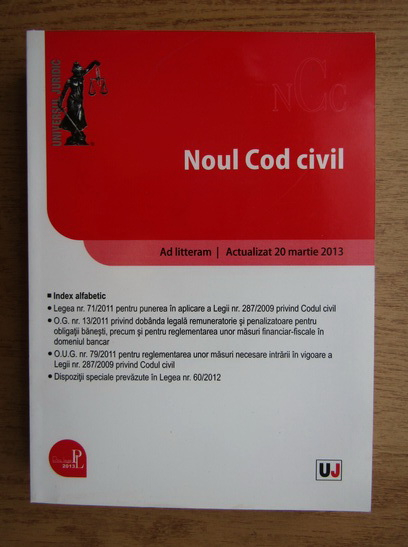 UNIVERSUL JURIDIC
NCC
Noul Cod civil
Ad litteram | Actualizat 20 martie 2013
■ Index alfabetic
• Legea nr. 71/2011 pentru punerea în aplicare a Legii nr. 287/2009 privind Codul civil
• O.G. nr. 13/2011 privind dobânda legală remuneratorie și penalizatoare pentru
obligații bănești, precum și pentru reglementarea unor măsuri financiar-fiscale în
domeniul bancar
• O.U.G. nr. 79/2011 pentru reglementarea unor măsuri necesare intrării în vigoare a
Legii nr. 287/2009 privind Codul civil
• Dispoziții speciale prevăzute în Legea nr. 60/2012
PL
2013
UJ